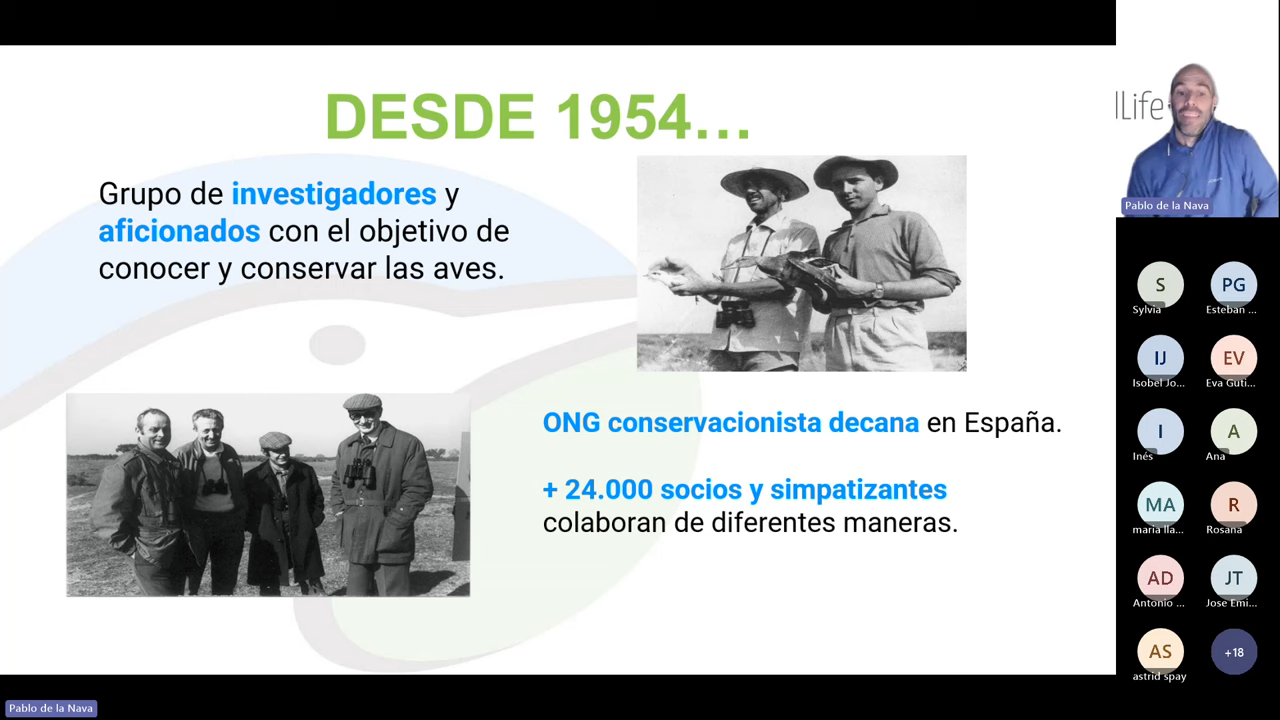 DESDE 1954...
Grupo de investigadores y
aficionados con el objetivo de
conocer y conservar las aves.
ONG conservacionista decana en España.
+ 24.000 socios y simpatizantes
colaboran de diferentes maneras.
lLife
Pablo de la Nava
S
Sylvia
PG
Esteban ...
IJ
Isobel Jo...
EV
Eva Guti...
I
Inés
A
Ana
MA
maria lla...
R
Rosana
AD
Antonio ...
JT
Jose Emi...
AS
astrid spay
+18
Pablo de la Nava